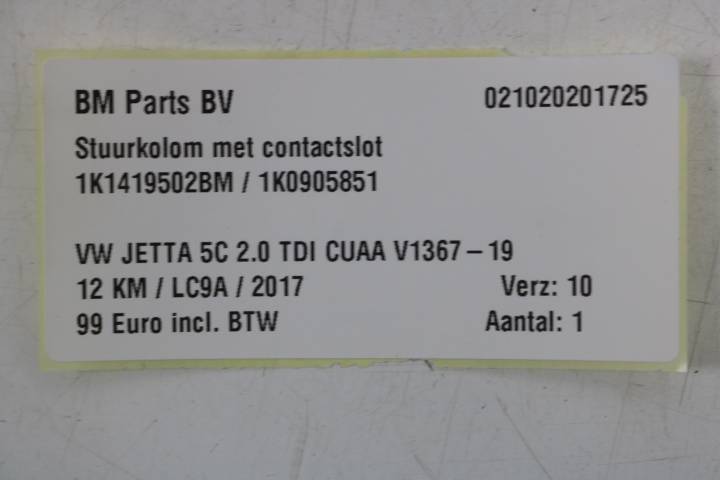 BM Parts BV 021020201725
Stuurkolom met contactslot
1K1419502BM / 1K0905851
VW JETTA 5C 2.0 TDI CUAA V1367 – 19
12 KM / LC9A / 2017 Verz: 10
99 Euro incl. BTW Aantal: 1